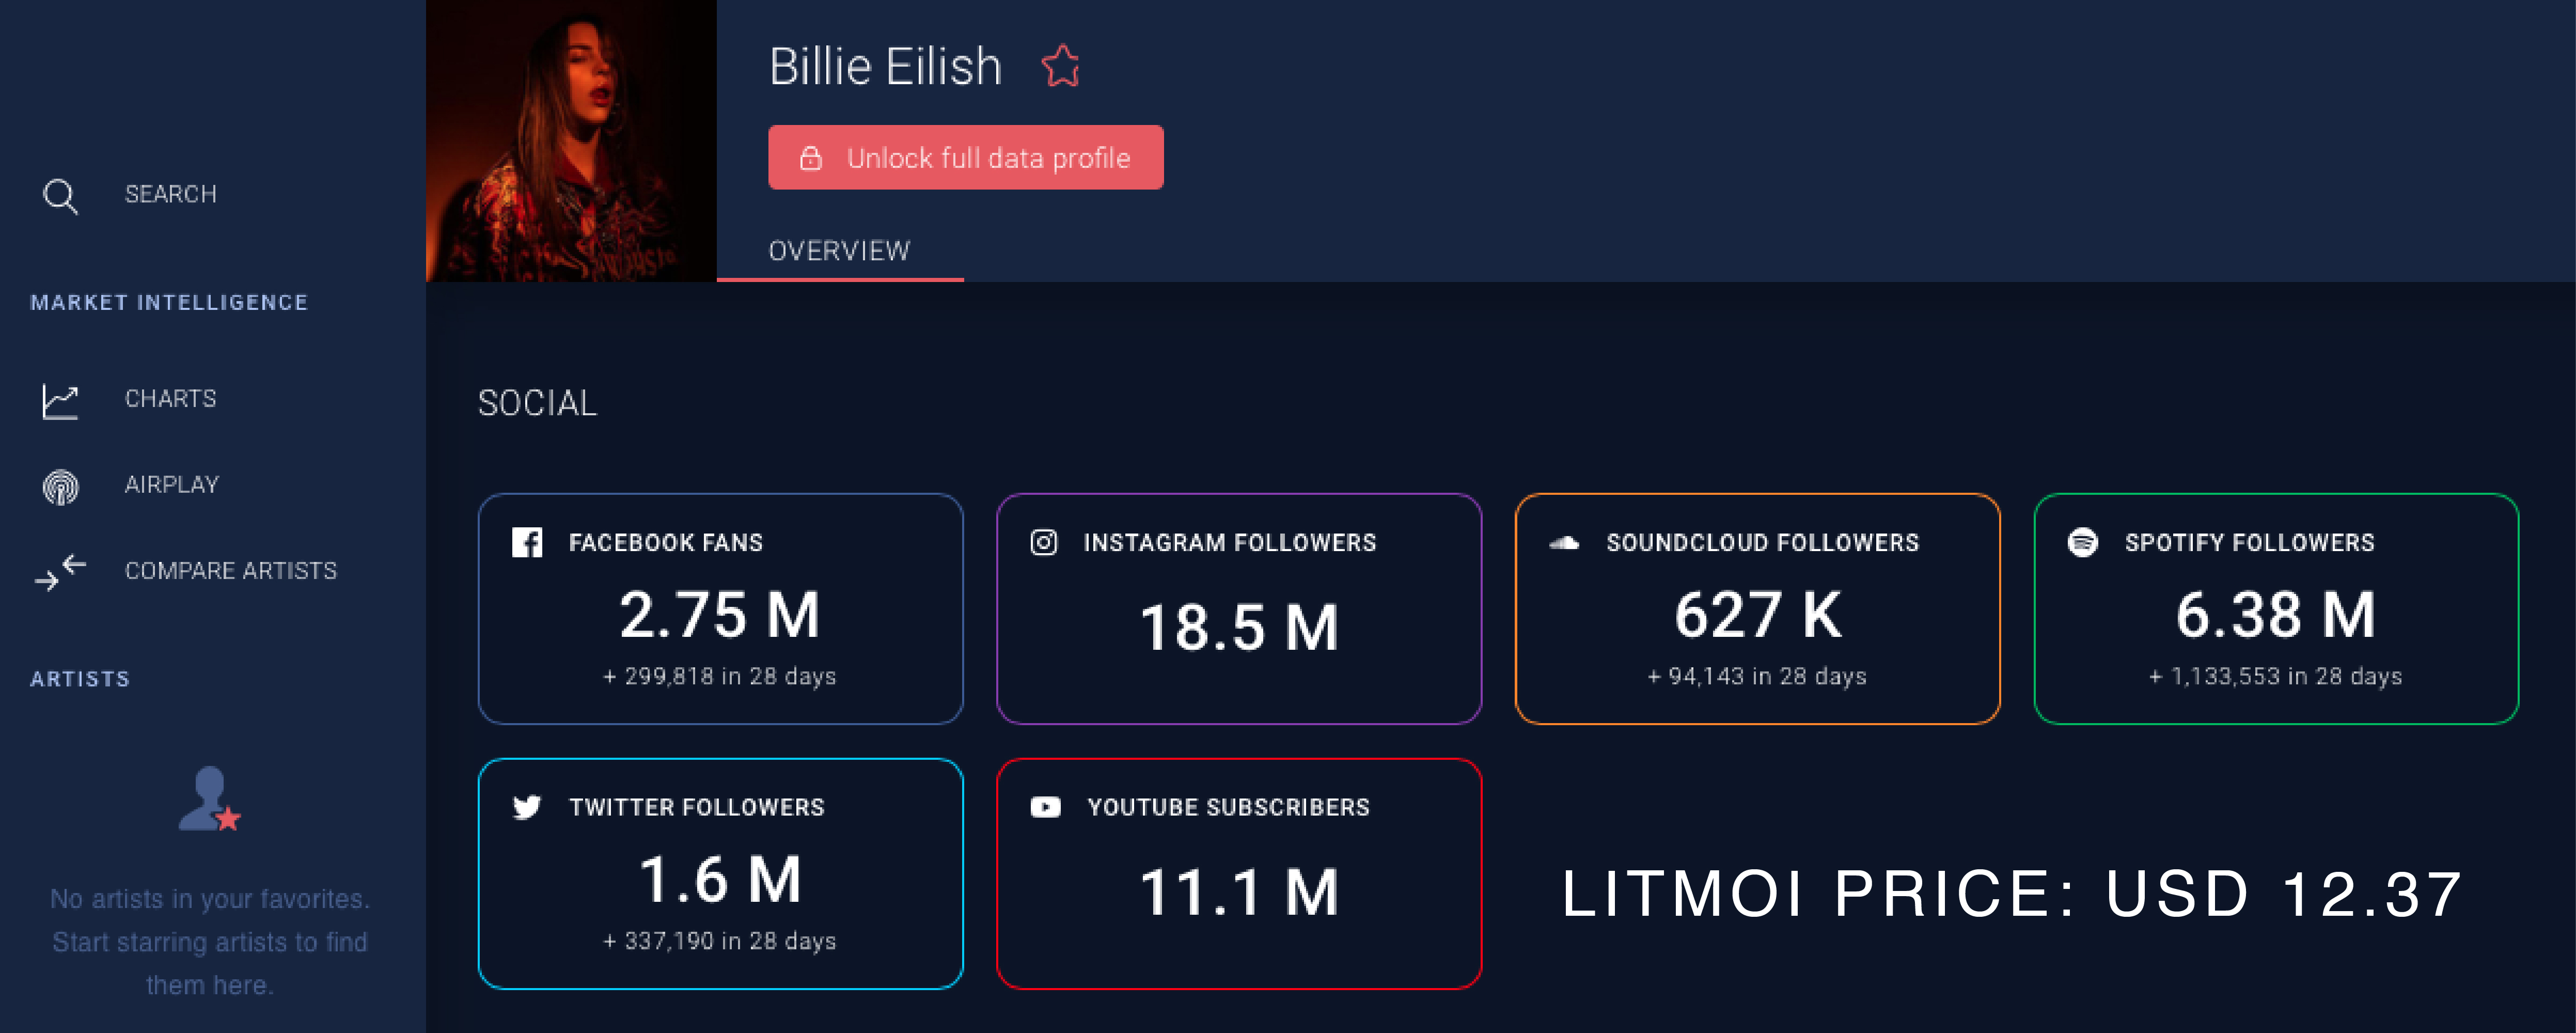 Billie Eilish
Unlock full data profile
OVERVIEW
SEARCH
MARKET INTELLIGENCE
CHARTS
AIRPLAY
COMPARE ARTISTS
ARTISTS
No artists in your favorites.
Start starring artists to find
them here.
SOCIAL
FACEBOOK FANS
2.75 M
+ 299,818 in 28 days
INSTAGRAM FOLLOWERS
18.5 M
SOUNDCLOUD FOLLOWERS
627 K
+ 94,143 in 28 days
SPOTIFY FOLLOWERS
6.38 M
+ 1,133,553 in 28 days
TWITTER FOLLOWERS
1.6 M
+ 337,190 in 28 days
YOUTUBE SUBSCRIBERS
11.1 M
LITMOI PRICE: USD 12.37